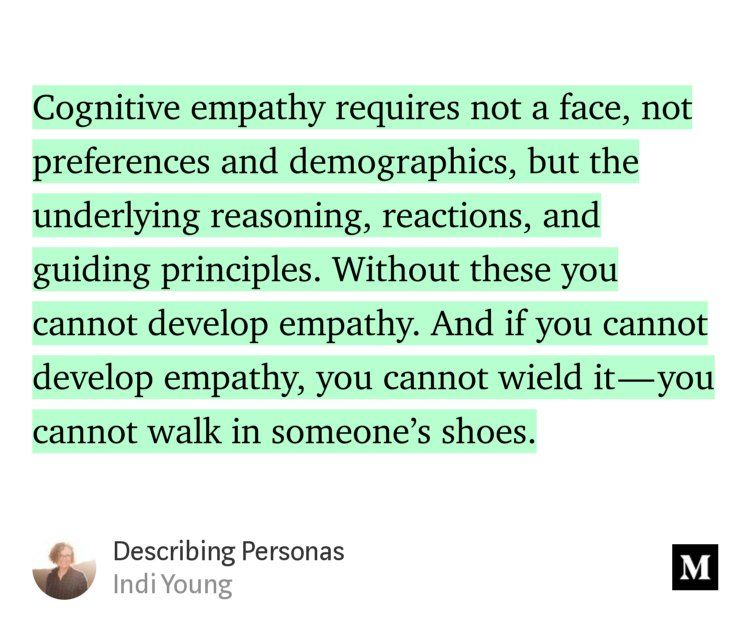 Cognitive empathy requires not a face, not
preferences and demographics, but the
underlying reasoning, reactions, and
guiding principles. Without these you
cannot develop empathy. And if you cannot
develop empathy, you cannot wield it—you
cannot walk in someone’s shoes.
Describing Personas
Indi Young
M